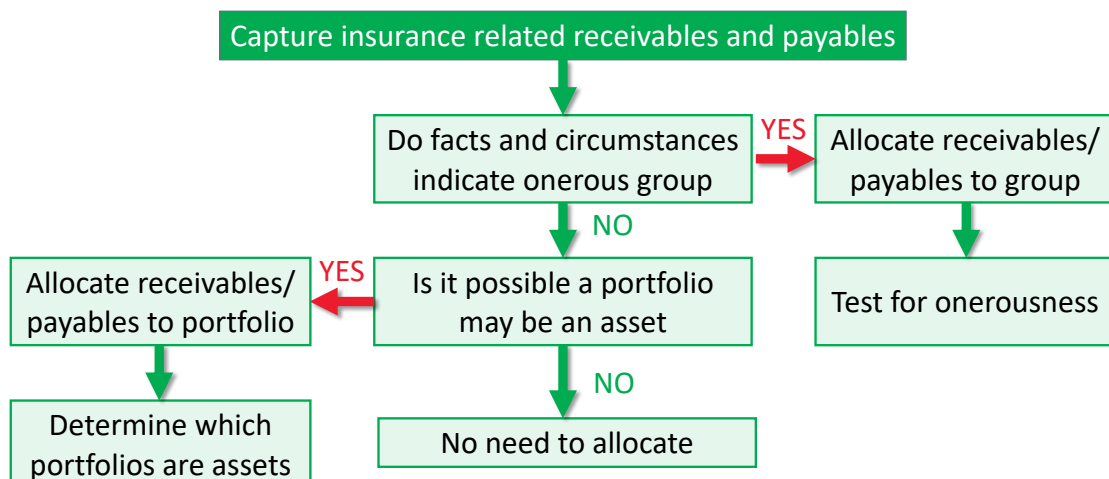 Capture insurance related receivables and payables
Do facts and circumstances
indicate onerous group
YES
Allocate receivables/
payables to group
NO
Allocate receivables/
payables to portfolio
YES
Is it possible a portfolio
may be an asset
Test for onerousness
NO
Determine which
portfolios are assets
No need to allocate